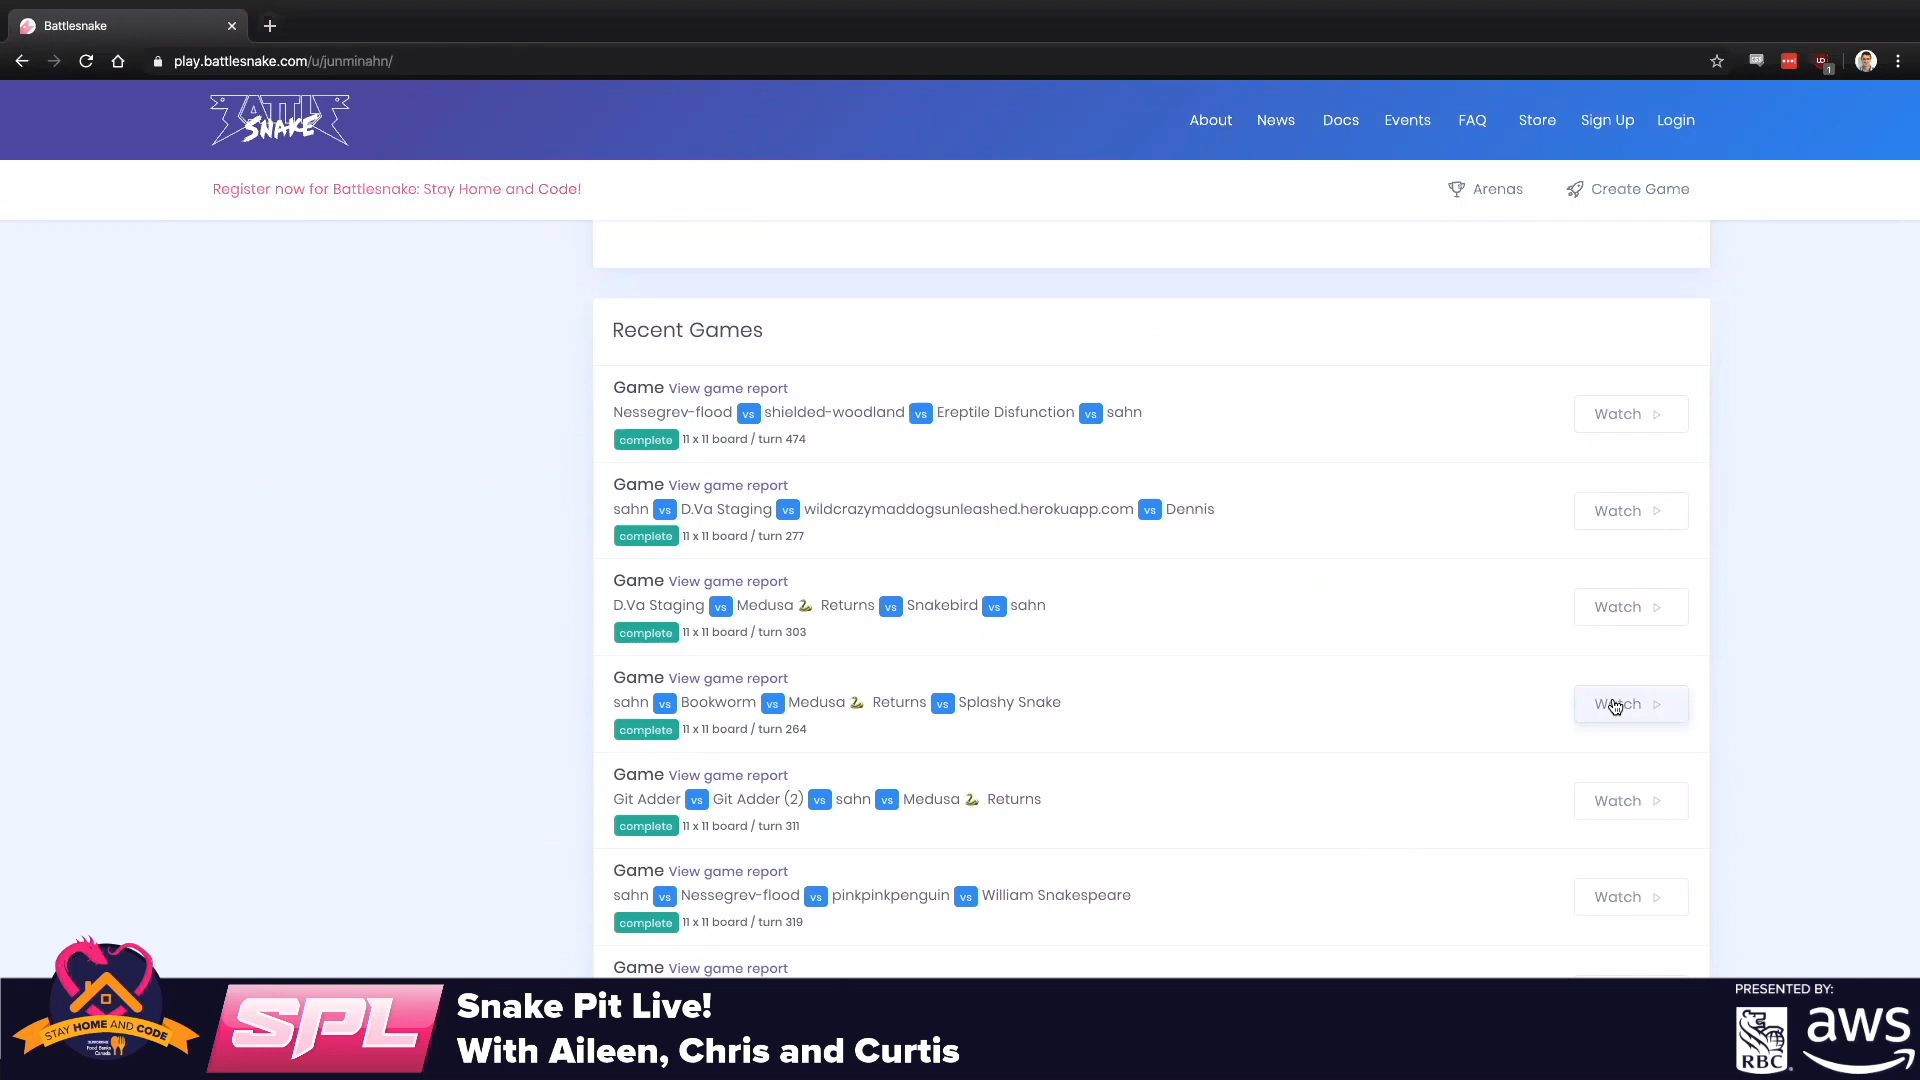 Battlesnake
play.battlesnake.com/u/junminahn/
1
BATTLE SNAKE
About News Docs Events FAQ Store Sign Up Login
Register now for Battlesnake: Stay Home and Code!
Arenas Create Game
Recent Games
Game View game report
Nessegrev-flood vs shielded-woodland vs Ereptile Disfunction vs sahn
Watch
complete 11 x 11 board / turn 474
Game View game report
sahn vs D.Va Staging vs wildcrazymaddogsunleashed.herokuapp.com vs Dennis
Watch
complete 11 x 11 board / turn 277
Game View game report
D.Va Staging vs Medusa 🐍 Returns vs Snakebird vs sahn
Watch
complete 11 x 11 board / turn 303
Game View game report
sahn vs Bookworm vs Medusa 🐍 Returns vs Splashy Snake
Watch
complete 11 x 11 board / turn 264
Game View game report
Git Adder vs Git Adder (2) vs sahn vs Medusa 🐍 Returns
Watch
complete 11 x 11 board / turn 311
Game View game report
sahn vs Nessegrev-flood vs pinkpinkpenguin vs William Snakespeare
Watch
complete 11 x 11 board / turn 319
Game View game report
STAY HOME AND CODE
SUPPORTING
Food Banks
Canada
SPL
Snake Pit Live!
With Aileen, Chris and Curtis
PRESENTED BY:
RBC
aws